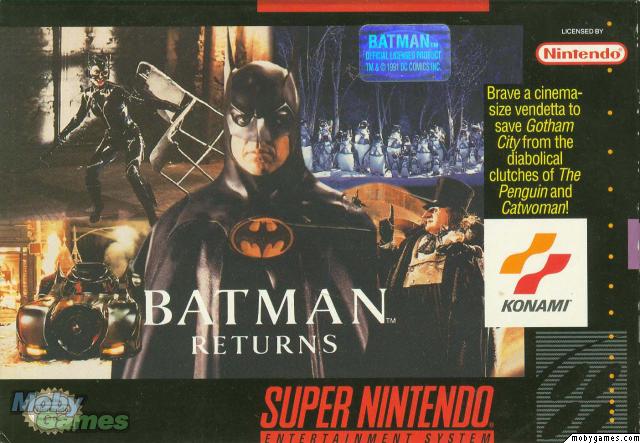 BATMAN™
OFFICIAL LICENSED PRODUCT
TM & © 1991 DC COMICS INC.
LICENSED BY
Nintendo
Brave a cinema-
size vendetta to
save Gotham
City from the
diabolical
clutches of The
Penguin and
Catwoman!
KONAMI
BATMAN™
RETURNS
SUPER NINTENDO
ENTERTAINMENT SYSTEM
Moby
Games
mobygames.com